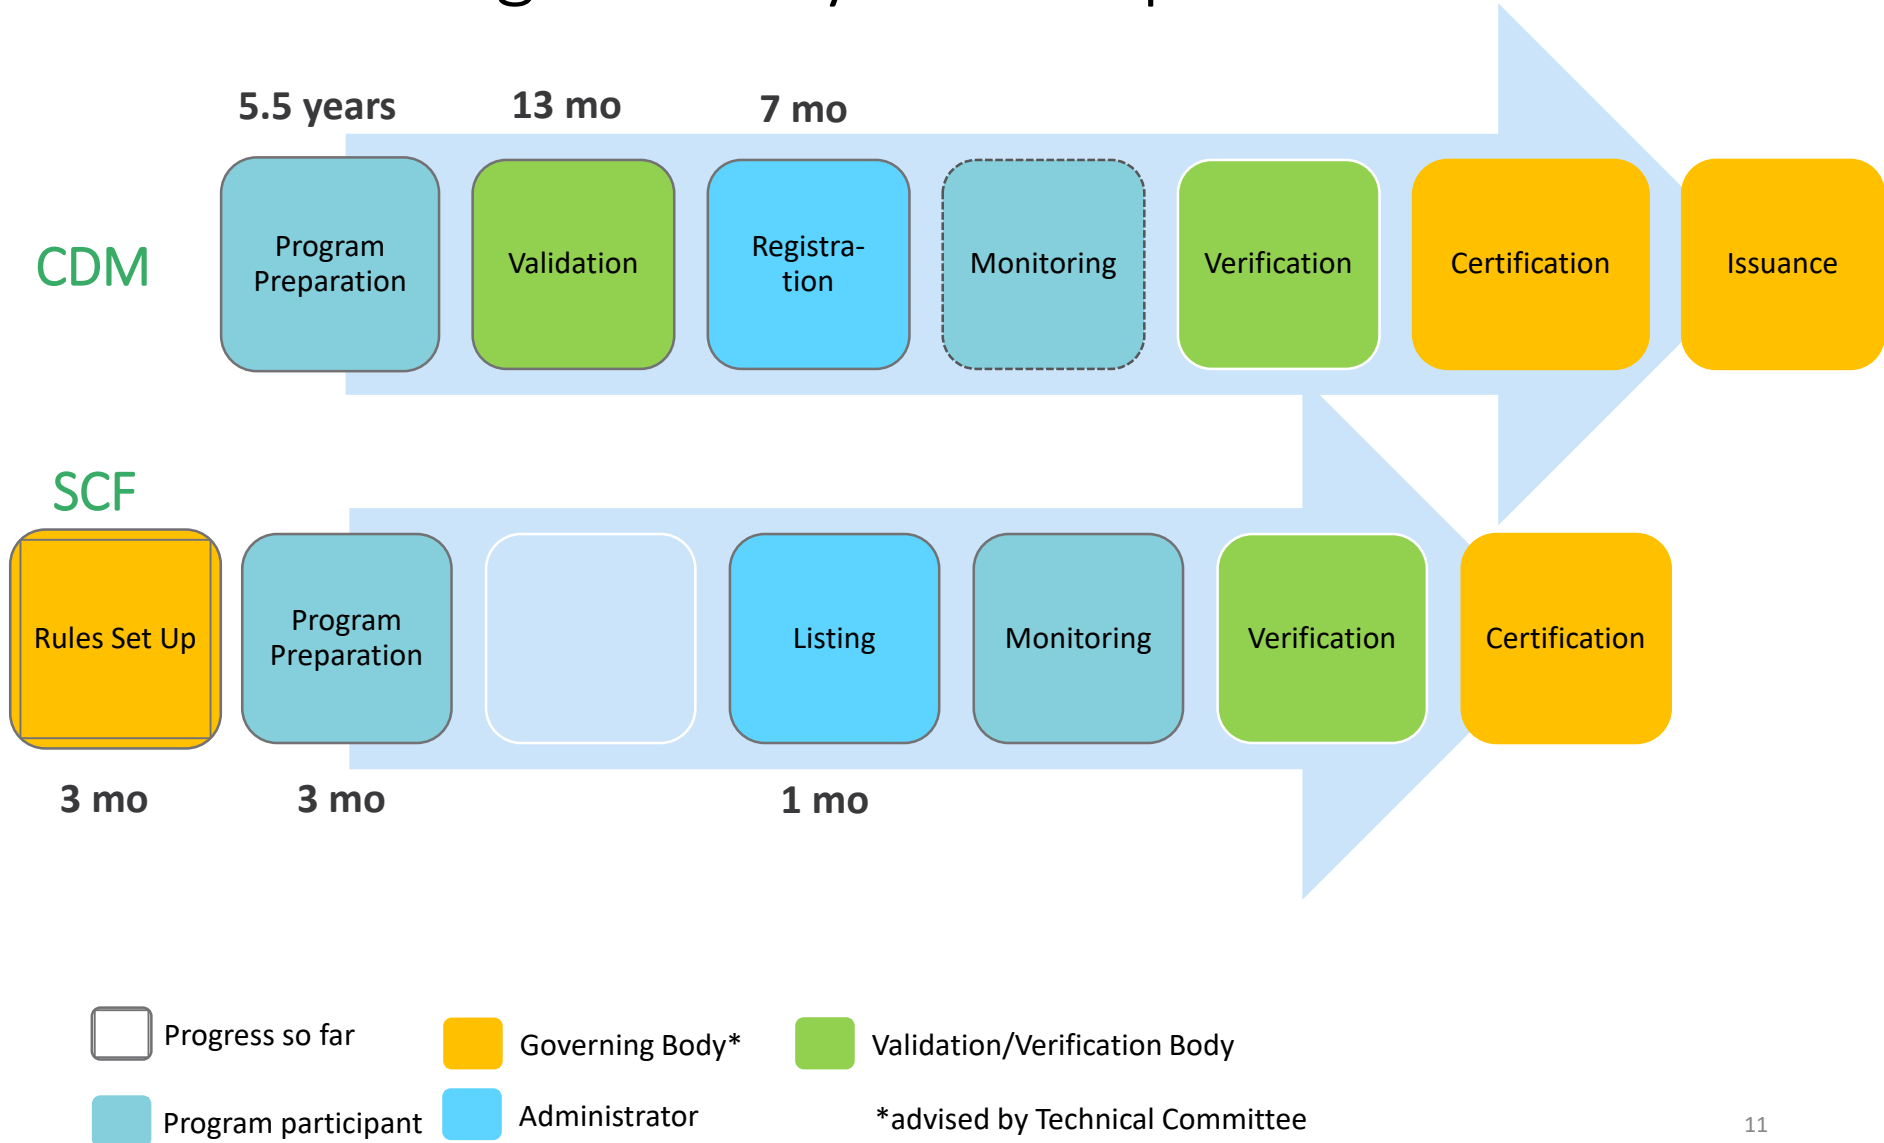 5.5 years
13 mo
7 mo
CDM
Program
Preparation
Validation
Registra-
tion
Monitoring
Verification
Certification
Issuance
SCF
Rules Set Up
Program
Preparation
Listing
Monitoring
Verification
Certification
3 mo
3 mo
1 mo
Progress so far
Governing Body*
Validation/Verification Body
Program participant
Administrator
*advised by Technical Committee
11